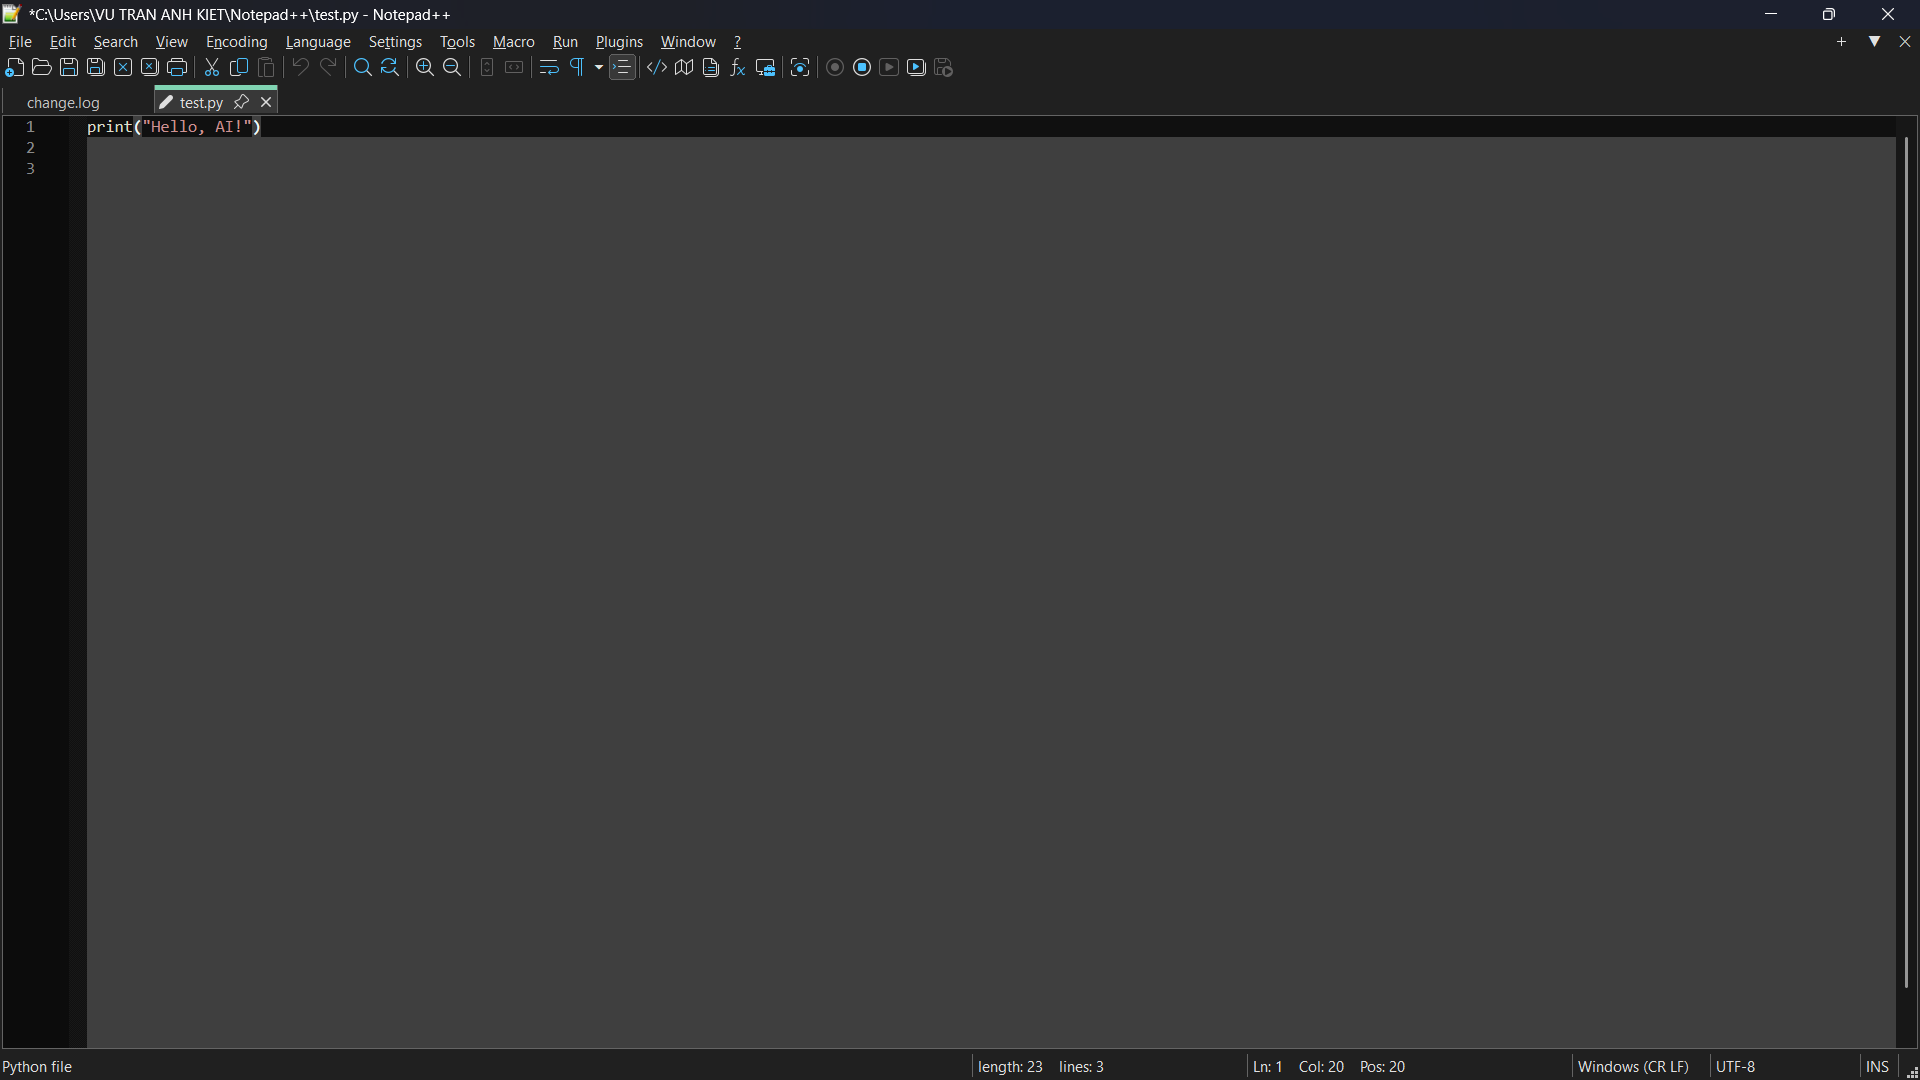 *C:\Users\VU TRAN ANH KIET\Notepad++\test.py - Notepad++
File Edit Search View Encoding Language Settings Tools Macro Run Plugins Window ?
change.log test.py
1 print("Hello, AI!")
2
3
Python file length: 23 lines: 3 Ln: 1 Col: 20 Pos: 20 Windows (CR LF) UTF-8 INS